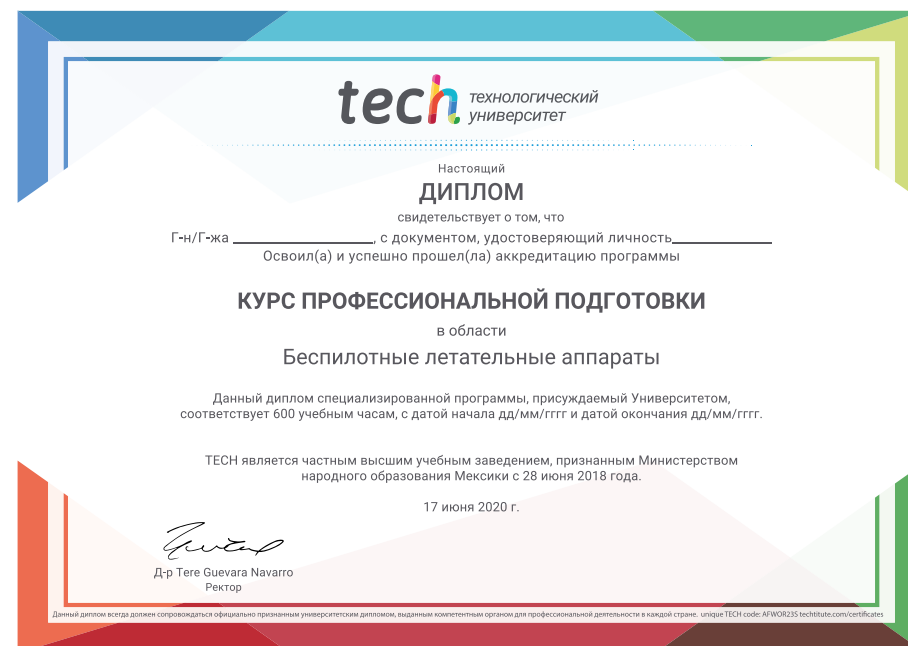 tech технологический
университет
Настоящий
ДИПЛОМ
свидетельствует о том, что
Г-н/Г-жа ____________________, с документом, удостоверяющий личность______________
Освоил(а) и успешно прошел(ла) аккредитацию программы
КУРС ПРОФЕССИОНАЛЬНОЙ ПОДГОТОВКИ
в области
Беспилотные летательные аппараты
Данный диплом специализированной программы, присуждаемый Университетом,
соответствует 600 учебным часам, с датой начала дд/мм/гггг и датой окончания дд/мм/гггг.
TECH является частным высшим учебным заведением, признанным Министерством
народного образования Мексики с 28 июня 2018 года.
17 июня 2020 г.
Д-р Tere Guevara Navarro
Ректор
Данный диплом всегда должен сопровождаться официально признанным университетским дипломом, выданным компетентным органом для профессиональной деятельности в каждой стране. unique TECH code: AFWOR23S techtitute.com/certificates